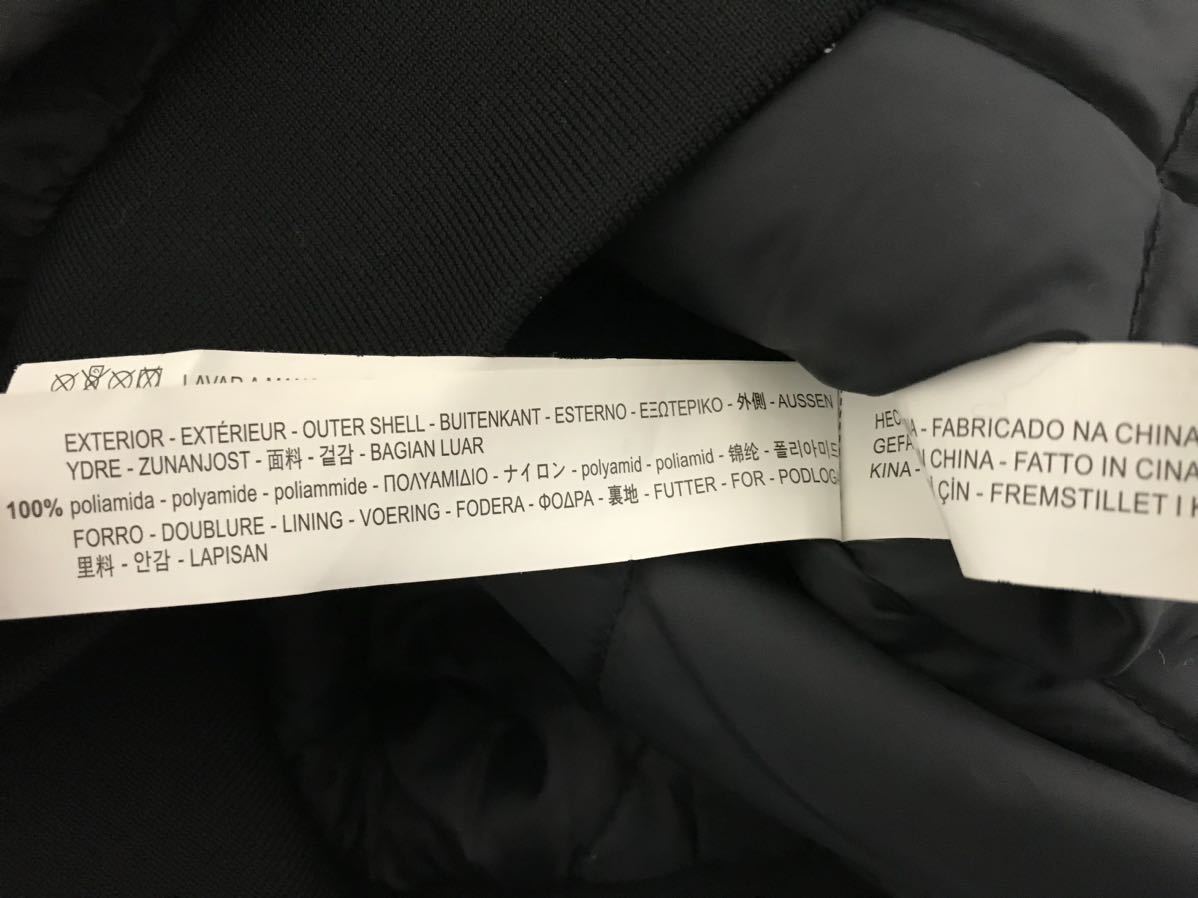 LAVAR A
EXTERIOR - EXTÉRIEUR - OUTER SHELL - BUITENKANT - ESTERNO - ΕΞΩΤΕΡΙΚΟ - 外側 - AUSSEN
YDRE - ZUNANJOST - 面料 - 겉감 - BAGIAN LUAR
100% poliamida - polyamide - poliammide - ΠΟΛΥΑΜΙΔΙΟ - ナイロン - polyamid - poliamid - 锦纶 - 폴리아미드
FORRO - DOUBLURE - LINING - VOERING - FODERA - ΦΟΔΡΑ - 裏地 - FUTTER - FOR - PODLOG
里料 - 안감 - LAPISAN
- FABRICADO NA CHINA
CHINA - FATTO IN CINA
KINA -
ÇİN - FREMSTILLET I